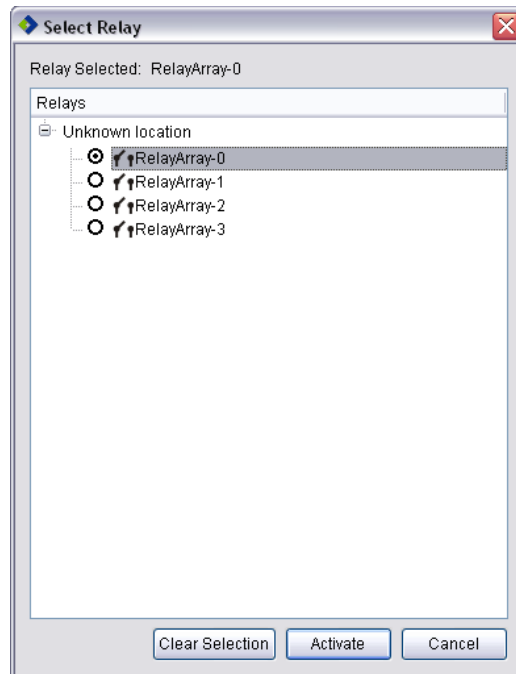 Select Relay
Relay Selected: RelayArray-0
Relays
Unknown location
RelayArray-0
RelayArray-1
RelayArray-2
RelayArray-3
Clear Selection Activate Cancel